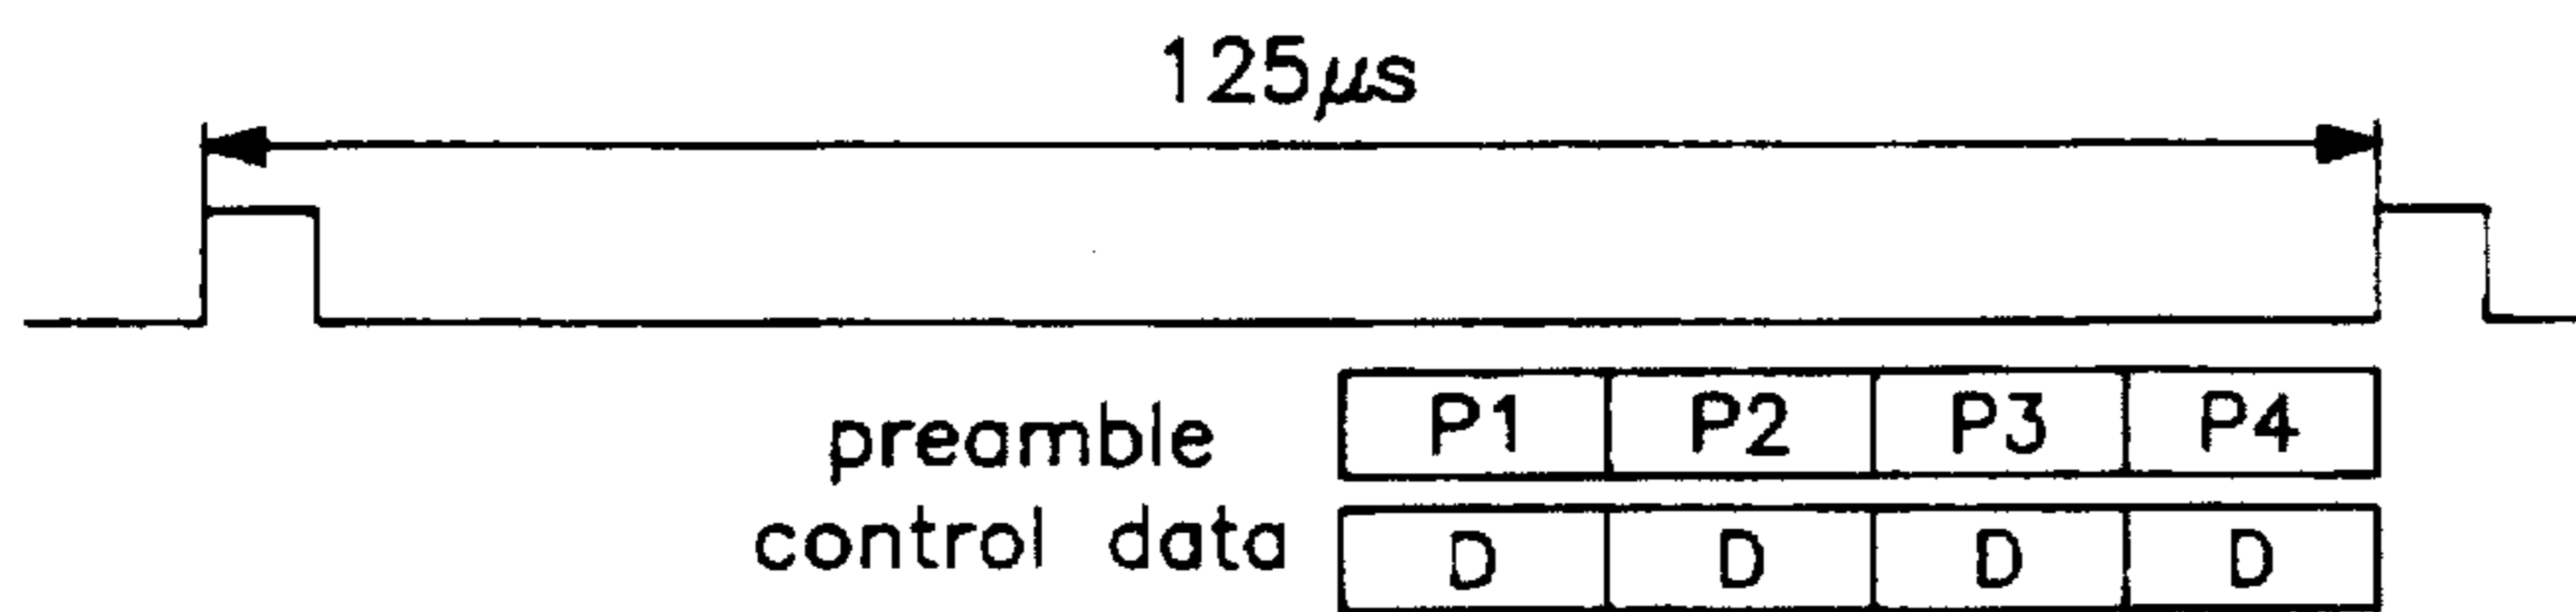 125μs
preamble P1 P2 P3 P4
control data D D D D